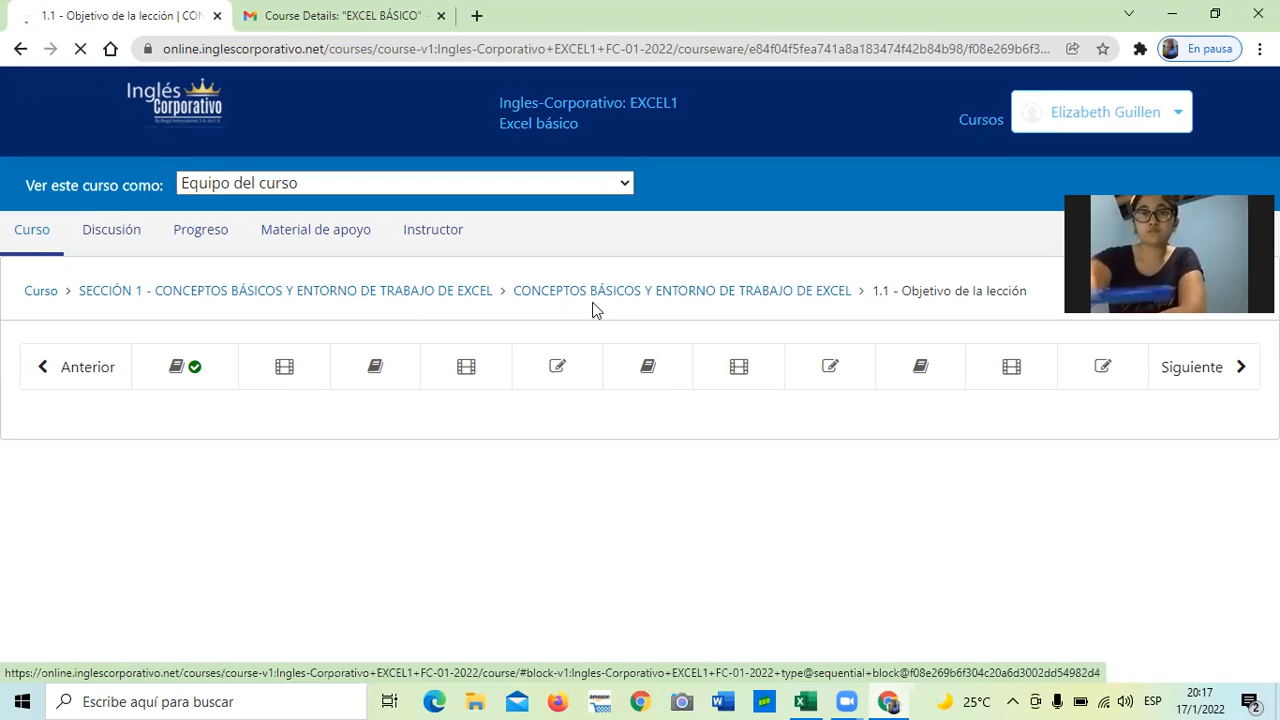 1.1 - Objetivo de la lección | CON
Course Details: "EXCEL BÁSICO" -
online.inglescorporativo.net/courses/course-v1:Ingles-Corporativo+EXCEL1+FC-01-2022/courseware/e84f04f5fea741a8a183474f42b84b98/f08e269b6f3...
En pausa
Inglés
Corporativo
Ingles-Corporativo: EXCEL1
Excel básico
Cursos
Elizabeth Guillen
Ver este curso como:
Equipo del curso
Curso
Discusión
Progreso
Material de apoyo
Instructor
Curso > SECCIÓN 1 - CONCEPTOS BÁSICOS Y ENTORNO DE TRABAJO DE EXCEL > CONCEPTOS BÁSICOS Y ENTORNO DE TRABAJO DE EXCEL > 1.1 - Objetivo de la lección
Anterior
Siguiente
https://online.inglescorporativo.net/courses/course-v1:Ingles-Corporativo+EXCEL1+FC-01-2022/course/#block-v1:Ingles-Corporativo+EXCEL1+FC-01-2022+type@sequential+block@f08e269b6f304c20a6d3002dd54982d4
Escribe aquí para buscar
amazon
25°C
ESP
20:17
17/1/2022
2